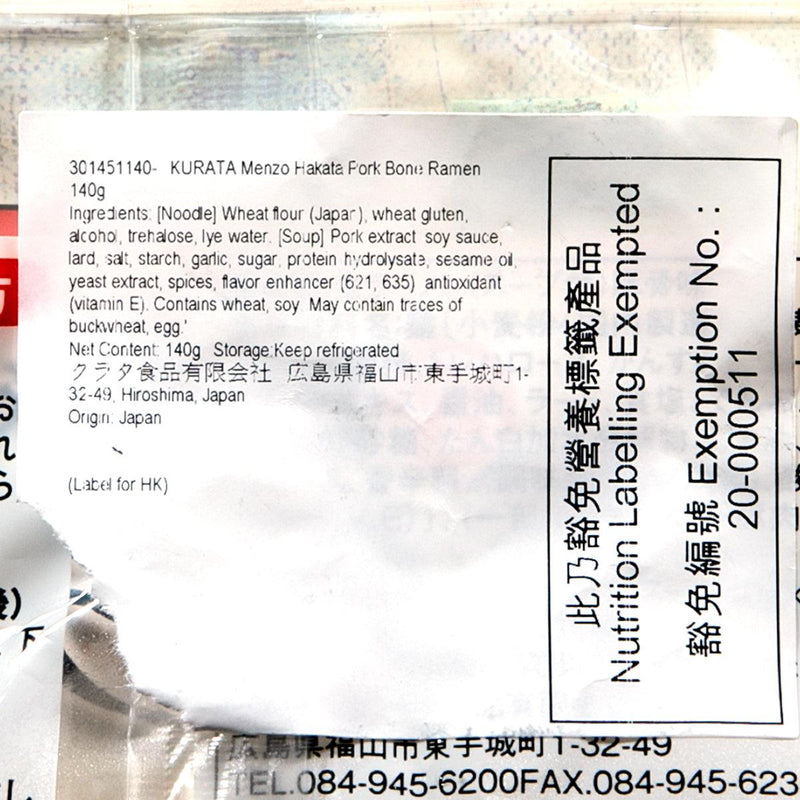 301451140- KURATA Menzo Hakata Pork Bone Ramen
140g
Ingredients: [Noodle] Wheat flour (Japan), wheat gluten,
alcohol, trehalose, lye water. [Soup] Pork extract soy sauce,
lard, salt, starch, garlic, sugar, protein hydrolysate, sesame oil,
yeast extract, spices, flavor enhancer (621, 635) antioxidant
(vitamin E). Contains wheat, soy. May contain traces of
buckwheat, egg.'
Net Content: 140g Storage:Keep refrigerated
クラタ食品有限会社 広島県福山市東手城町1-
32-49, Hiroshima, Japan
Origin: Japan
(Label for HK)
此乃豁免營養標籤產品
Nutrition Labelling Exempted
豁免編號 Exemption No. :
20-000511
広島県福山市東手城町1-32-49
TEL.084-945-6200FAX.084-945-623